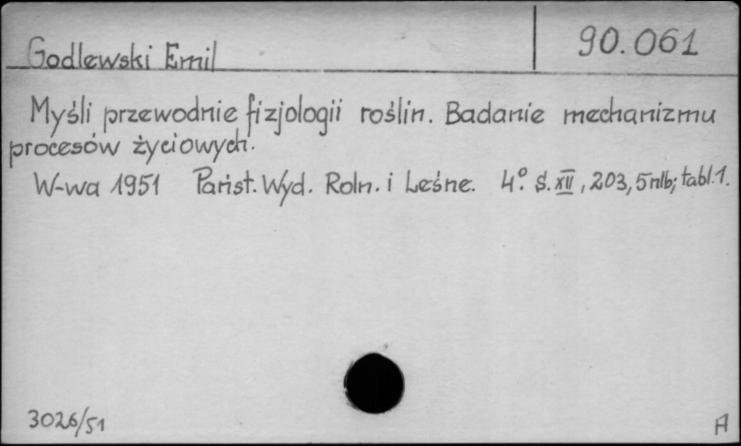 Godlewski Emil
90.061
Myśli przewodnie fizjologii roślin. Badanie mechanizmu
procesów życiowych.
W-wa 1951 Państ. Wyd. Roln. i Leśne. 4° S. XII, 203, 5nlb; tabl. 1.
3026/51
A